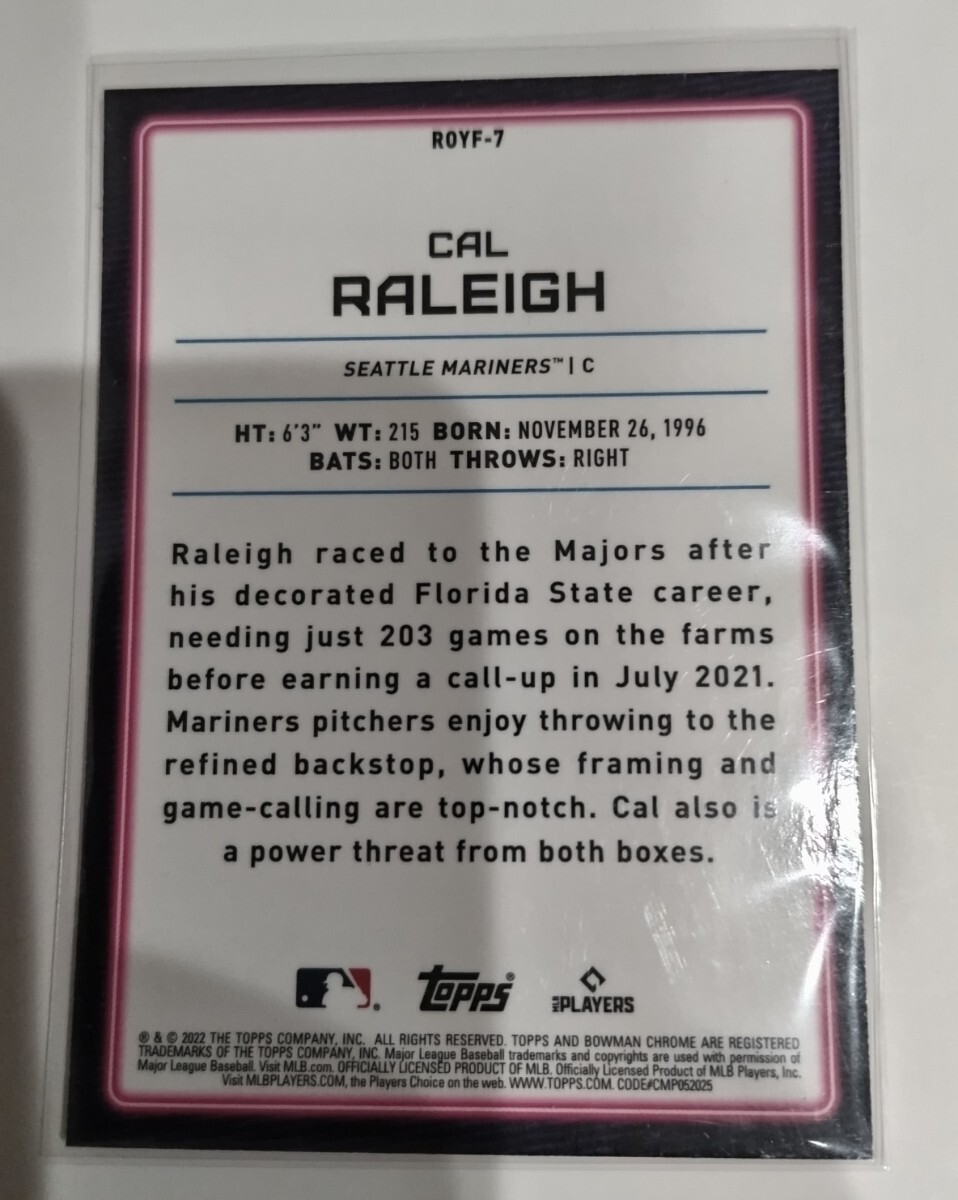 ROYF-7
CAL
RALEIGH
SEATTLE MARINERS™ | C
HT: 6'3" WT: 215 BORN: NOVEMBER 26, 1996
BATS: BOTH THROWS: RIGHT
Raleigh raced to the Majors after
his decorated Florida State career,
needing just 203 games on the farms
before earning a call-up in July 2021.
Mariners pitchers enjoy throwing to the
refined backstop, whose framing and
game-calling are top-notch. Cal also is
a power threat from both boxes.
® topps® MLB PLAYERS
® & © 2022 THE TOPPS COMPANY, INC. ALL RIGHTS RESERVED. TOPPS AND BOWMAN CHROME ARE REGISTERED
TRADEMARKS OF THE TOPPS COMPANY, INC. Major League Baseball trademarks and copyrights are used with permission of
Major League Baseball. Visit MLB.com. OFFICIALLY LICENSED PRODUCT OF MLB. Officially Licensed Product of MLB Players, Inc.
Visit MLBPLAYERS.COM, the Players Choice on the web. WWW.TOPPS.COM. CODE#CMP052025